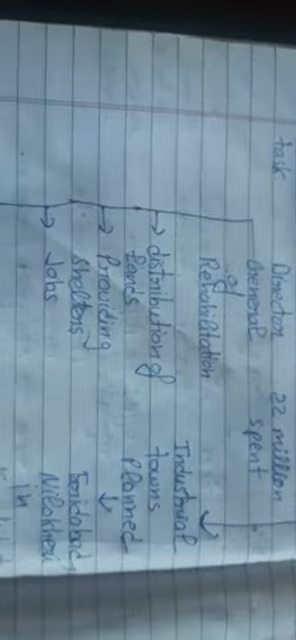 task
Director
General
of
Rehabilitation
→ distribution of
lands
→ Providing
Shelters
→ Jobs
22 million
spent
↓
Industrial
towns
Planned
↓
Faridabad,
Nilokheri
in